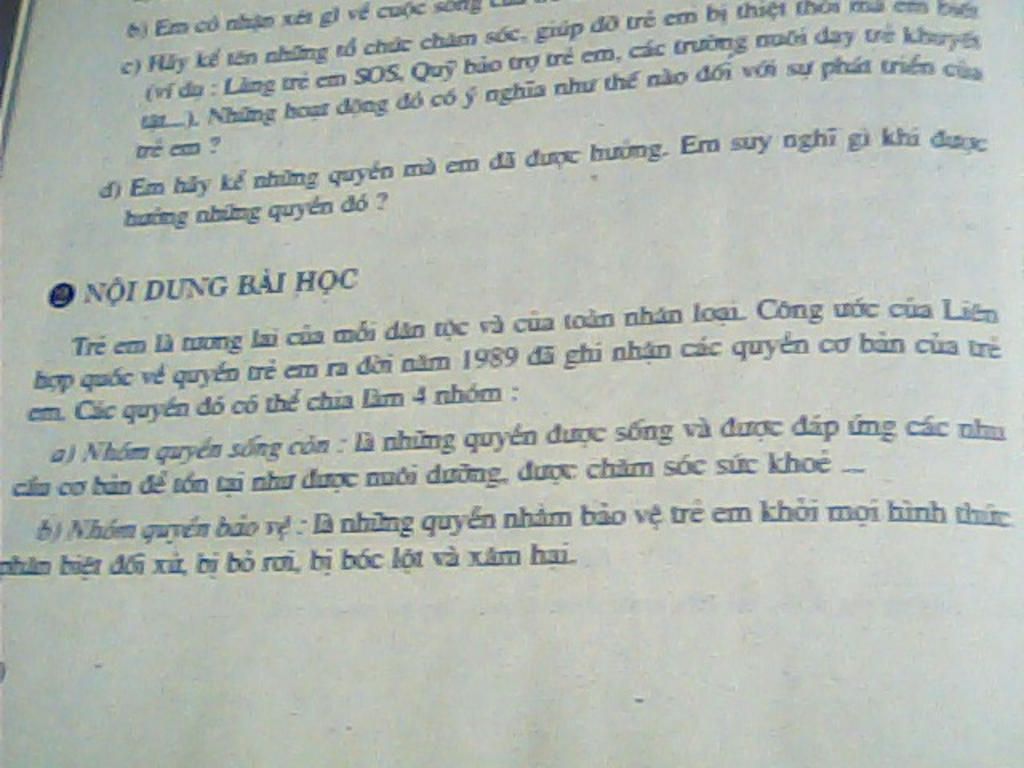 b) Em có nhận xét gì về cuộc sống của
c) Hãy kể tên những tổ chức chăm sóc, giúp đỡ trẻ em bị thiệt thòi mà em biết
(ví dụ : Làng trẻ em SOS, Quỹ bảo trợ trẻ em, các trường nuôi dạy trẻ khuyết
tật...). Những hoạt động đó có ý nghĩa như thế nào đối với sự phát triển của
trẻ em ?
d) Em hãy kể những quyền mà em đã được hưởng. Em suy nghĩ gì khi được
hưởng những quyền đó ?
2 NỘI DUNG BÀI HỌC
Trẻ em là tương lai của mỗi dân tộc và của toàn nhân loại. Công ước của Liên
hợp quốc về quyền trẻ em ra đời năm 1989 đã ghi nhận các quyền cơ bản của trẻ
em. Các quyền đó có thể chia làm 4 nhóm :
a) Nhóm quyền sống còn : là những quyền được sống và được đáp ứng các nhu
cầu cơ bản để tồn tại như được nuôi dưỡng, được chăm sóc sức khoẻ ...
b) Nhóm quyền bảo vệ : là những quyền nhằm bảo vệ trẻ em khỏi mọi hình thức
phân biệt đối xử, bị bỏ rơi, bị bóc lột và xâm hại.